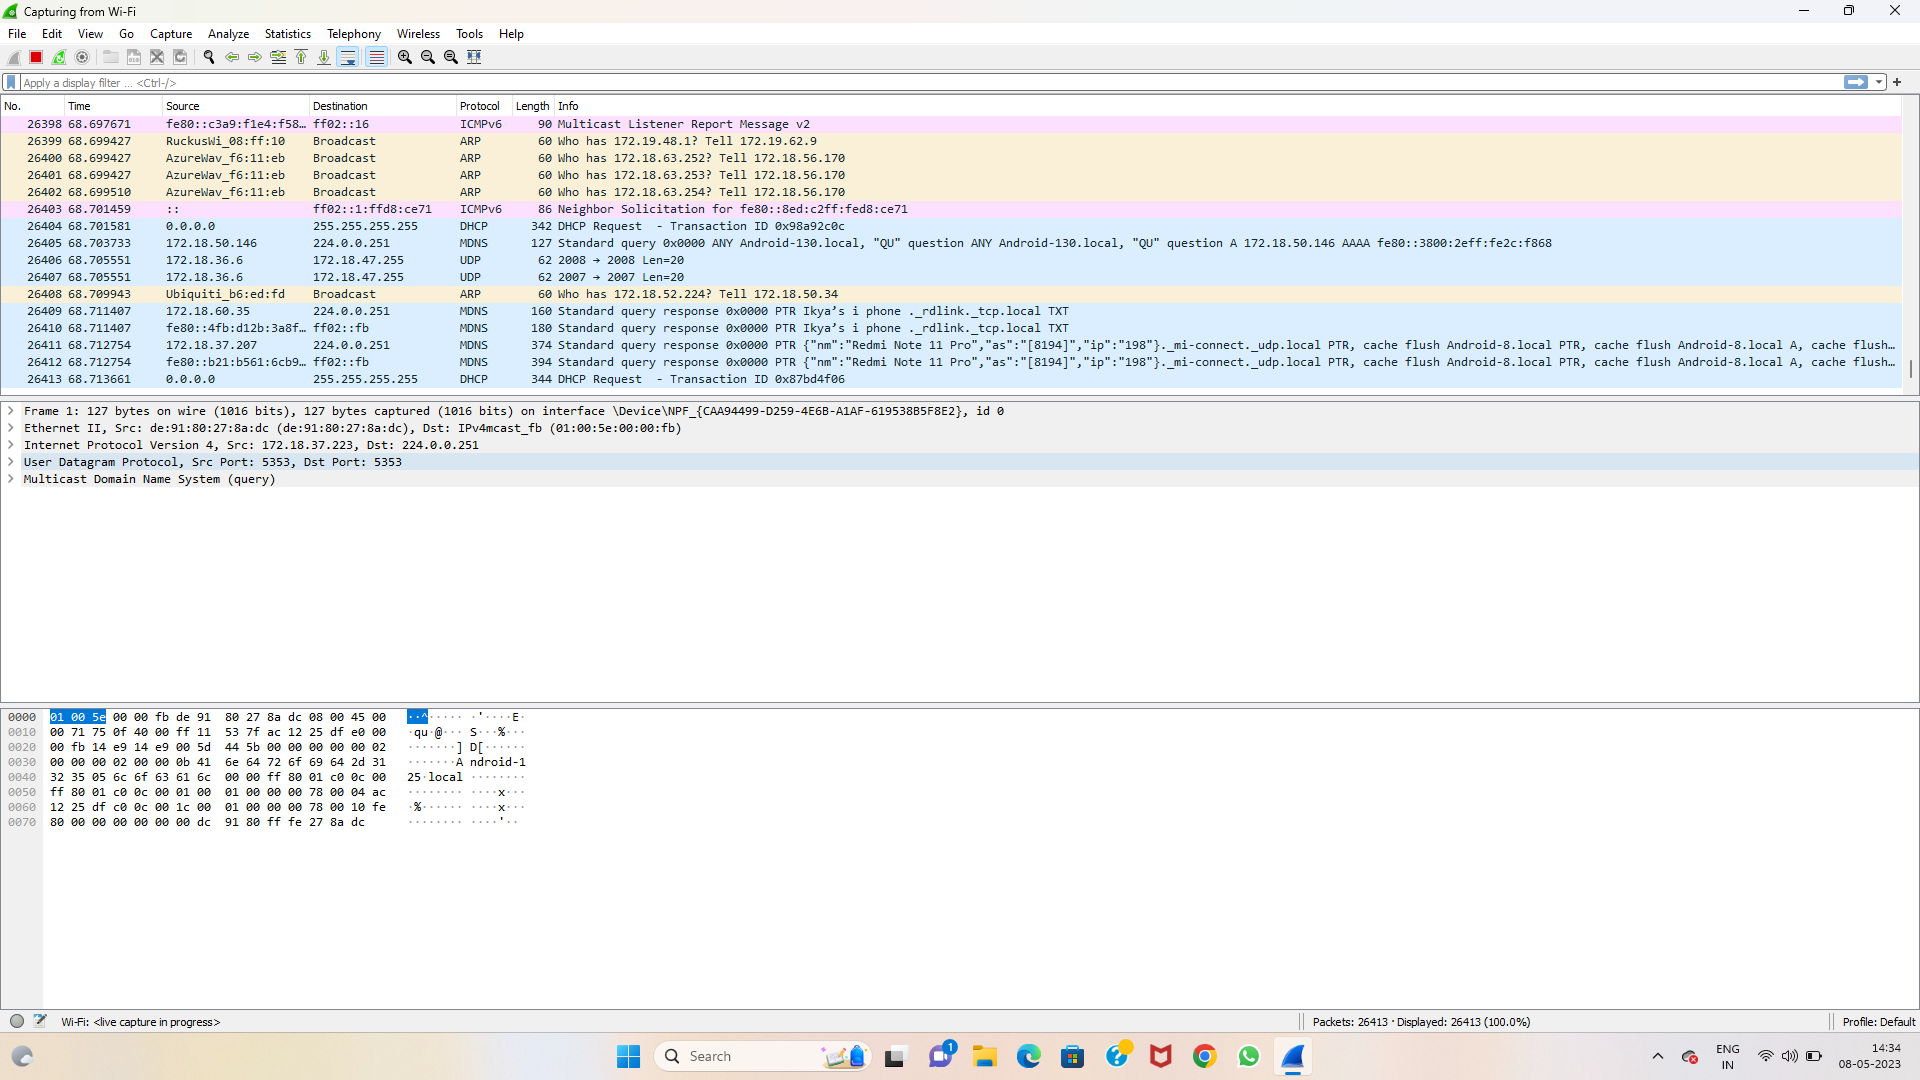 Capturing from Wi-Fi
File Edit View Go Capture Analyze Statistics Telephony Wireless Tools Help
Apply a display filter ... <Ctrl-/>
No. Time Source Destination Protocol Length Info
26398 68.697671 fe80::c3a9:f1e4:f58… ff02::16 ICMPv6 90 Multicast Listener Report Message v2
26399 68.699427 RuckusWi_08:ff:10 Broadcast ARP 60 Who has 172.19.48.1? Tell 172.19.62.9
26400 68.699427 AzureWav_f6:11:eb Broadcast ARP 60 Who has 172.18.63.252? Tell 172.18.56.170
26401 68.699427 AzureWav_f6:11:eb Broadcast ARP 60 Who has 172.18.63.253? Tell 172.18.56.170
26402 68.699510 AzureWav_f6:11:eb Broadcast ARP 60 Who has 172.18.63.254? Tell 172.18.56.170
26403 68.701459 :: ff02::1:ffd8:ce71 ICMPv6 86 Neighbor Solicitation for fe80::8ed:c2ff:fed8:ce71
26404 68.701581 0.0.0.0 255.255.255.255 DHCP 342 DHCP Request - Transaction ID 0x98a92c0c
26405 68.703733 172.18.50.146 224.0.0.251 MDNS 127 Standard query 0x0000 ANY Android-130.local, "QU" question ANY Android-130.local, "QU" question A 172.18.50.146 AAAA fe80::3800:2eff:fe2c:f868
26406 68.705551 172.18.36.6 172.18.47.255 UDP 62 2008 → 2008 Len=20
26407 68.705551 172.18.36.6 172.18.47.255 UDP 62 2007 → 2007 Len=20
26408 68.709943 Ubiquiti_b6:ed:fd Broadcast ARP 60 Who has 172.18.52.224? Tell 172.18.50.34
26409 68.711407 172.18.60.35 224.0.0.251 MDNS 160 Standard query response 0x0000 PTR Ikya’s i phone ._rdlink._tcp.local TXT
26410 68.711407 fe80::4fb:d12b:3a8f… ff02::fb MDNS 180 Standard query response 0x0000 PTR Ikya’s i phone ._rdlink._tcp.local TXT
26411 68.712754 172.18.37.207 224.0.0.251 MDNS 374 Standard query response 0x0000 PTR {"nm":"Redmi Note 11 Pro","as":"[8194]","ip":"198"}._mi-connect._udp.local PTR, cache flush Android-8.local PTR, cache flush Android-8.local A, cache flush…
26412 68.712754 fe80::b21:b561:6cb9… ff02::fb MDNS 394 Standard query response 0x0000 PTR {"nm":"Redmi Note 11 Pro","as":"[8194]","ip":"198"}._mi-connect._udp.local PTR, cache flush Android-8.local PTR, cache flush Android-8.local A, cache flush…
26413 68.713661 0.0.0.0 255.255.255.255 DHCP 344 DHCP Request - Transaction ID 0x87bd4f06
Frame 1: 127 bytes on wire (1016 bits), 127 bytes captured (1016 bits) on interface \Device\NPF_{CAA94499-D259-4E6B-A1AF-619538B5F8E2}, id 0
Ethernet II, Src: de:91:80:27:8a:dc (de:91:80:27:8a:dc), Dst: IPv4mcast_fb (01:00:5e:00:00:fb)
Internet Protocol Version 4, Src: 172.18.37.223, Dst: 224.0.0.251
User Datagram Protocol, Src Port: 5353, Dst Port: 5353
Multicast Domain Name System (query)
0000 01 00 5e 00 00 fb de 91 80 27 8a dc 08 00 45 00 ··^····· ·'····E·
0010 00 71 75 0f 40 00 ff 11 53 7f ac 12 25 df e0 00 ·qu·@··· S···%···
0020 00 fb 14 e9 14 e9 00 5d 44 5b 00 00 00 00 00 02 ·······] D[······
0030 00 00 00 02 00 00 0b 41 6e 64 72 6f 69 64 2d 31 ·······A ndroid-1
0040 32 35 05 6c 6f 63 61 6c 00 00 ff 80 01 c0 0c 00 25·local ········
0050 ff 80 01 c0 0c 00 01 00 01 00 00 00 78 00 04 ac ········ ····x···
0060 12 25 df c0 0c 00 1c 00 01 00 00 00 78 00 10 fe ·%······ ····x···
0070 80 00 00 00 00 00 00 dc 91 80 ff fe 27 8a dc ········ ····'··
Wi-Fi: <live capture in progress> Packets: 26413 · Displayed: 26413 (100.0%) Profile: Default
Search 1 ENG IN 14:34 08-05-2023